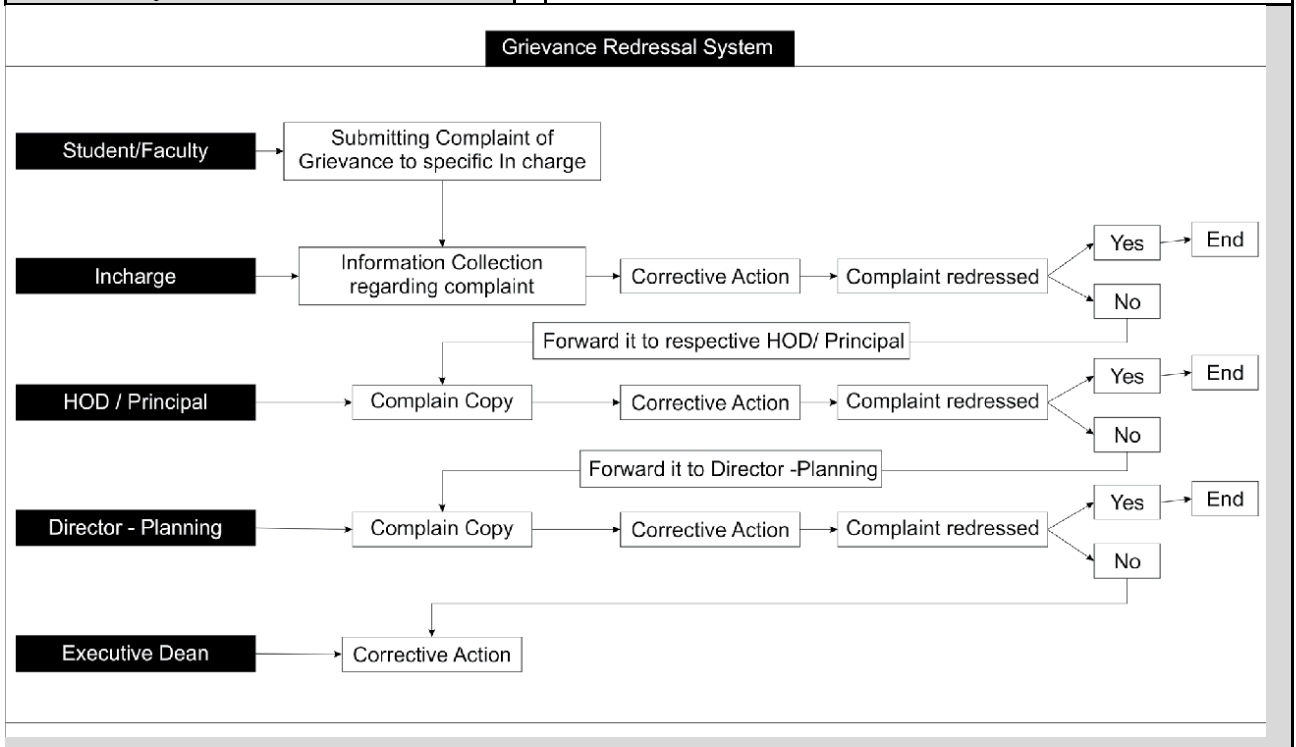 Grievance Redressal System
Student/Faculty
Submitting Complaint of
Grievance to specific In charge
Incharge
Information Collection
regarding complaint
Corrective Action
Complaint redressed
Yes
End
No
Forward it to respective HOD/ Principal
HOD / Principal
Complain Copy
Corrective Action
Complaint redressed
Yes
End
No
Forward it to Director -Planning
Director - Planning
Complain Copy
Corrective Action
Complaint redressed
Yes
End
No
Executive Dean
Corrective Action